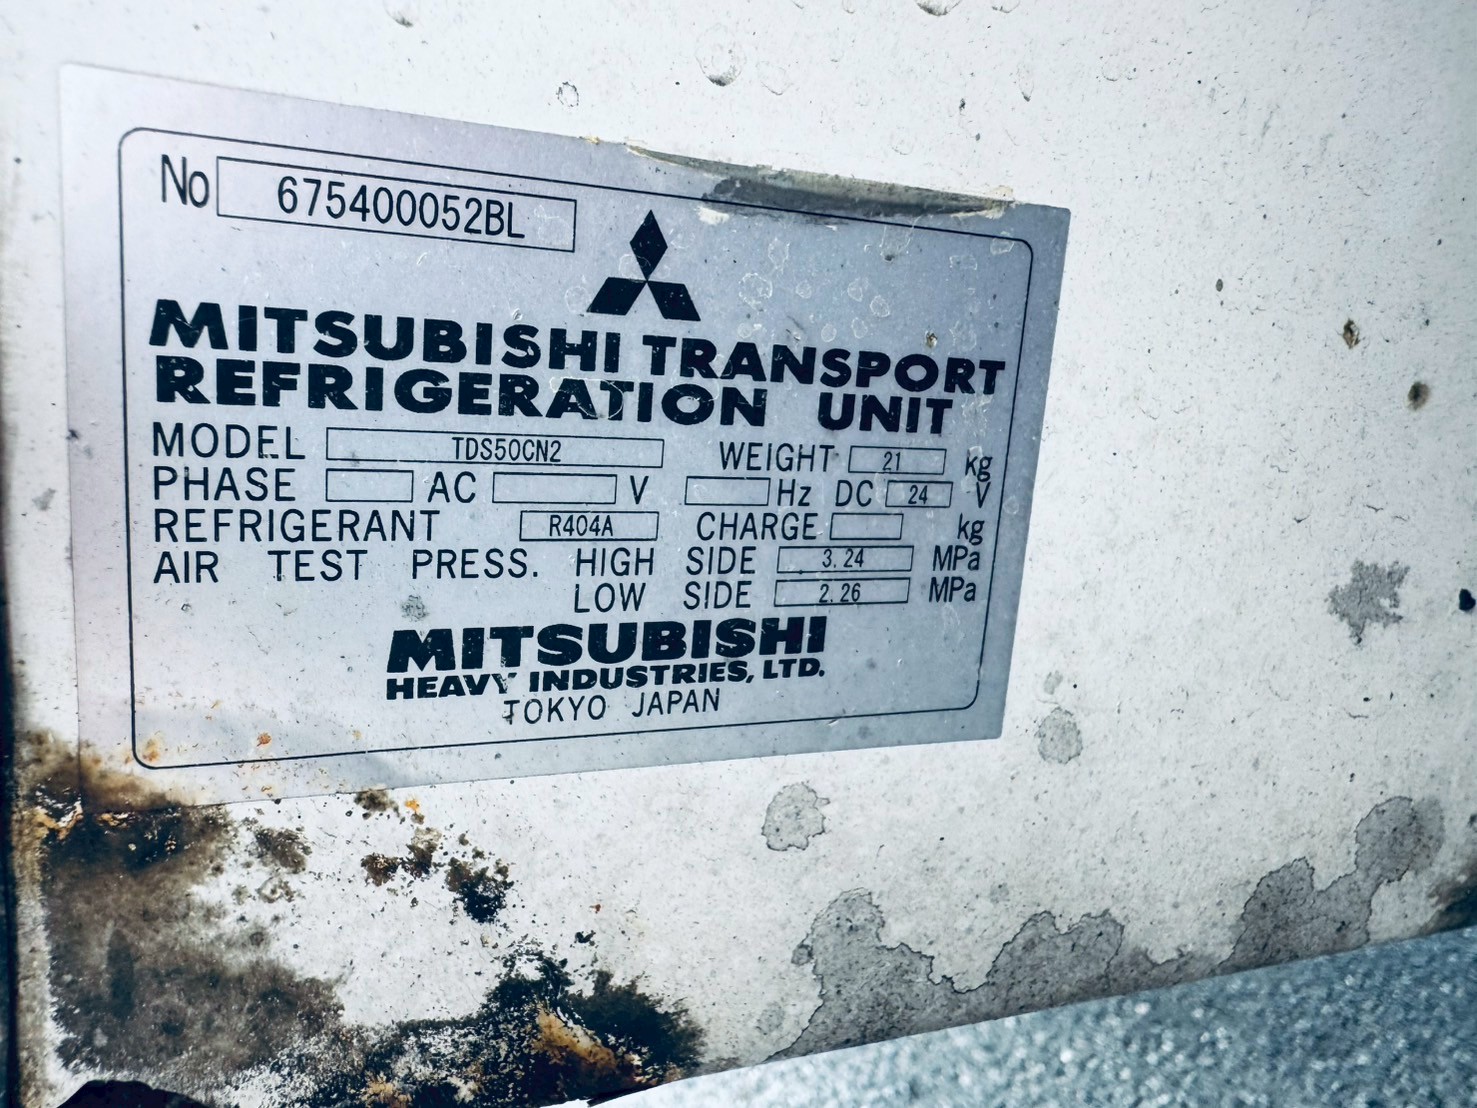 No 675400052BL
MITSUBISHI TRANSPORT
REFRIGERATION UNIT
MODEL TDS50CN2 WEIGHT 21 kg
PHASE AC V Hz DC 24 V
REFRIGERANT R404A CHARGE kg
AIR TEST PRESS. HIGH SIDE 3.24 MPa
LOW SIDE 2.26 MPa
MITSUBISHI
HEAVY INDUSTRIES, LTD.
TOKYO JAPAN